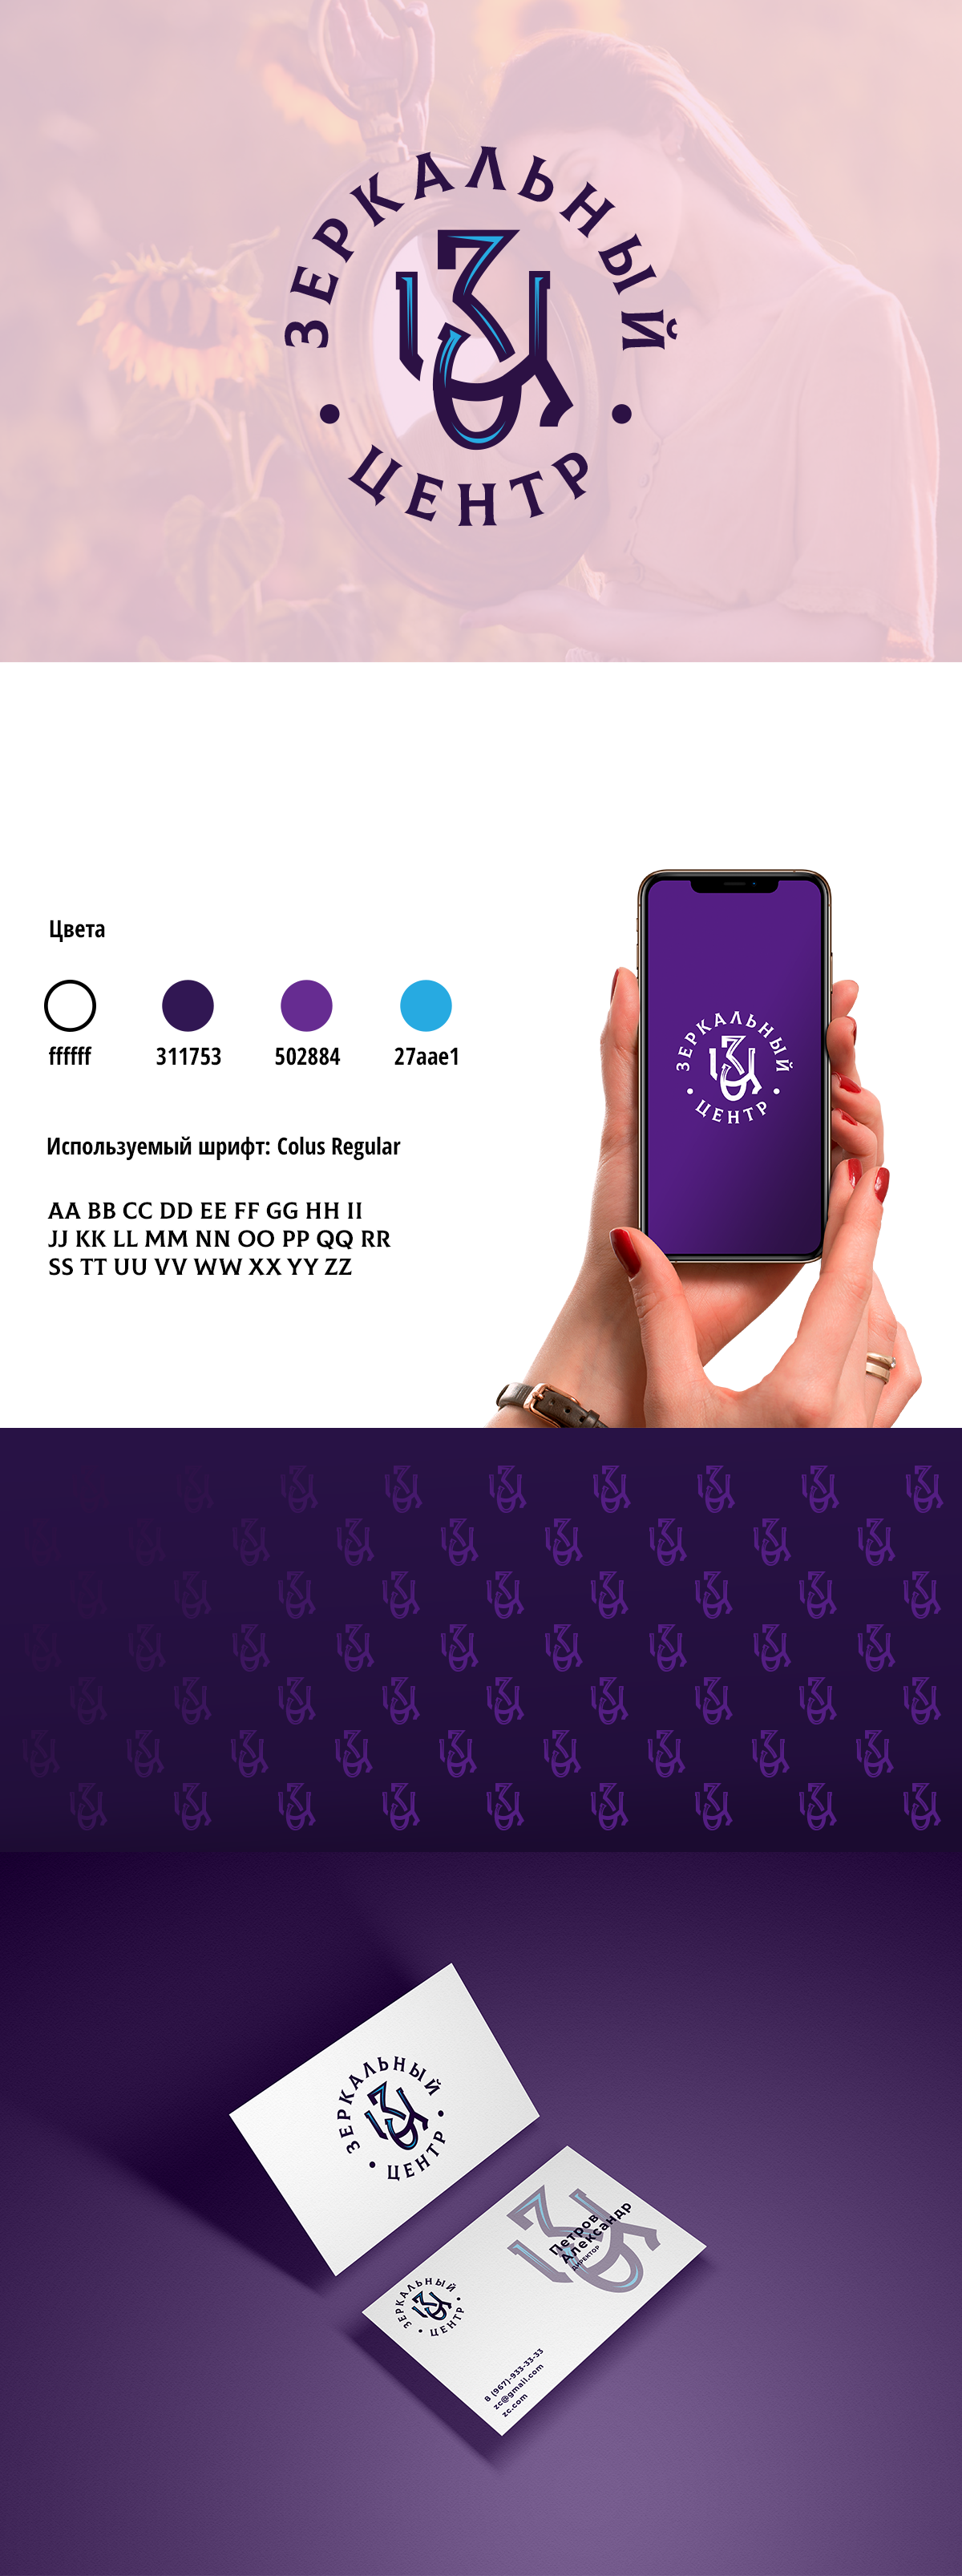 ЗЕРКАЛЬНЫЙ
ЗЦ
ЦЕНТР
Цвета
ffffff
311753
502884
27aae1
Используемый шрифт: Colus Regular
AA BB CC DD EE FF GG HH II
JJ KK LL MM NN OO PP QQ RR
SS TT UU VV WW XX YY ZZ
ЗЕРКАЛЬНЫЙ
ЗЦ
ЦЕНТР
ЗЕРКАЛЬНЫЙ
ЗЦ
ЦЕНТР
Петров
Александр
ДИРЕКТОР
ЗЕРКАЛЬНЫЙ
ЗЦ
ЦЕНТР
8 (967)-933-33-33
zc@gmail.com
zc.com